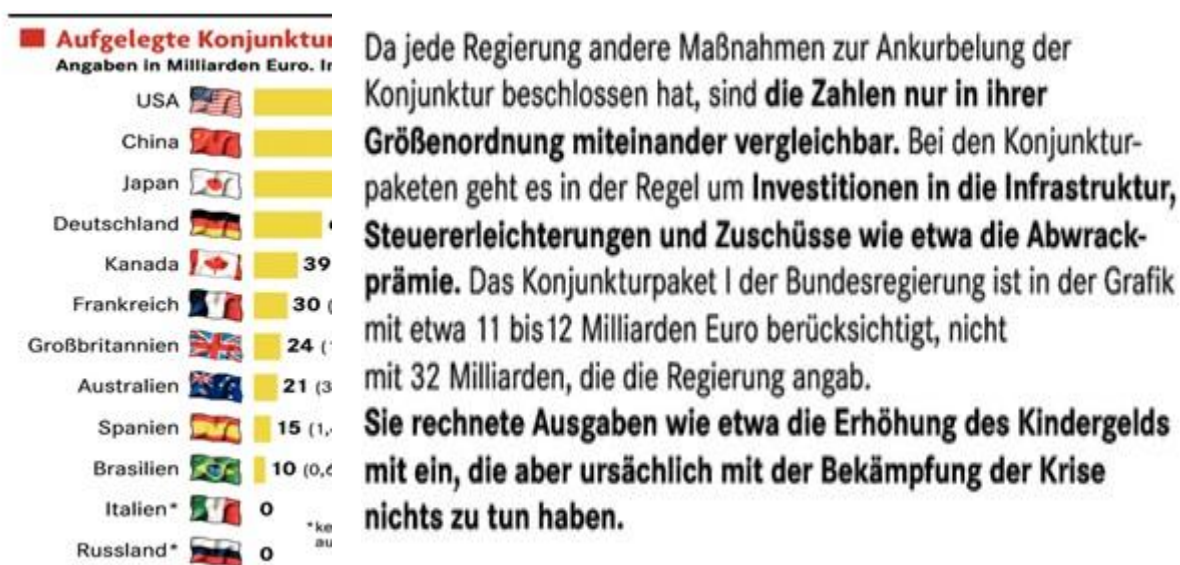 Aufgelegte
Angaben in Milliarden Euro.
USA
China
Japan
Deutschland
Kanada 39
Frankreich 30
Großbritannien 24
Australien 21
Spanien 15
Brasilien 10
Italien* 0
Russland* 0
Da jede Regierung andere Maßnahmen zur Ankurbelung der
Konjunktur beschlossen hat, sind die Zahlen nur in ihrer
Größenordnung miteinander vergleichbar. Bei den Konjunktur-
paketen geht es in der Regel um Investitionen in die Infrastruktur,
Steuererleichterungen und Zuschüsse wie etwa die Abwrack-
prämie. Das Konjunkturpaket I der Bundesregierung ist in der Grafik
mit etwa 11 bis 12 Milliarden Euro berücksichtigt, nicht
mit 32 Milliarden, die die Regierung angab.
Sie rechnete Ausgaben wie etwa die Erhöhung des Kindergelds
mit ein, die aber ursächlich mit der Bekämpfung der Krise
nichts zu tun haben.